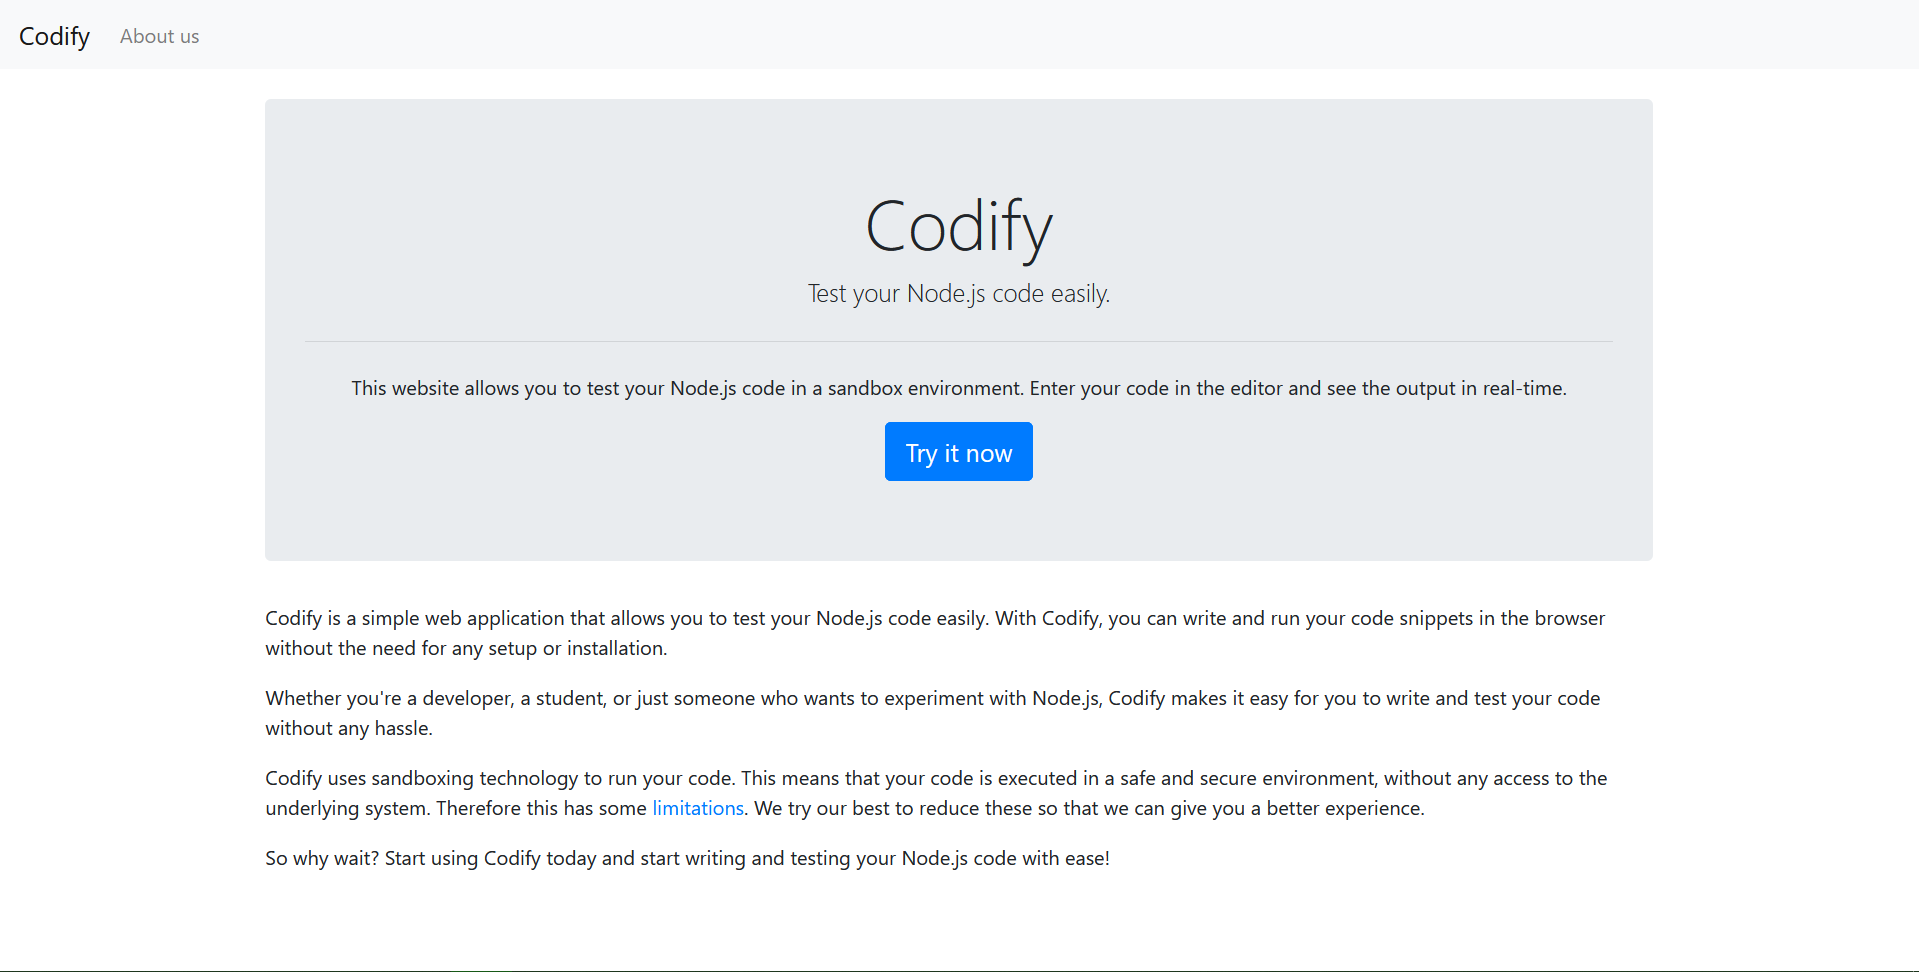 Codify About us
Codify
Test your Node.js code easily.
This website allows you to test your Node.js code in a sandbox environment. Enter your code in the editor and see the output in real-time.
Try it now
Codify is a simple web application that allows you to test your Node.js code easily. With Codify, you can write and run your code snippets in the browser
without the need for any setup or installation.
Whether you're a developer, a student, or just someone who wants to experiment with Node.js, Codify makes it easy for you to write and test your code
without any hassle.
Codify uses sandboxing technology to run your code. This means that your code is executed in a safe and secure environment, without any access to the
underlying system. Therefore this has some limitations. We try our best to reduce these so that we can give you a better experience.
So why wait? Start using Codify today and start writing and testing your Node.js code with ease!